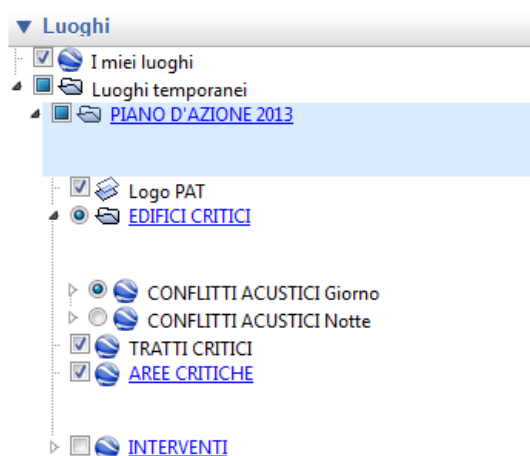 Luoghi
I miei luoghi
Luoghi temporanei
PIANO D'AZIONE 2013
Logo PAT
EDIFICI CRITICI
CONFLITTI ACUSTICI Giorno
CONFLITTI ACUSTICI Notte
TRATTI CRITICI
AREE CRITICHE
INTERVENTI